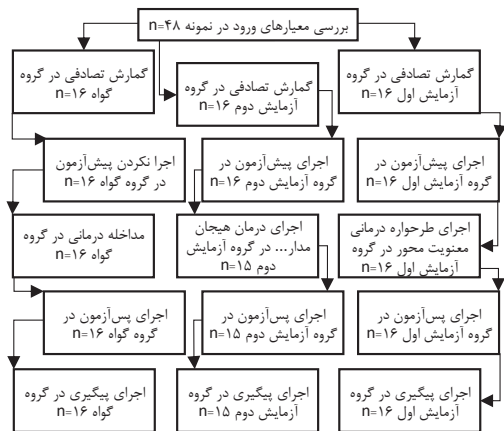 بررسی معیارهای ورود در نمونه n=۴۸
گمارش تصادفی در گروه
آزمایش اول n=۱۶
گمارش تصادفی در گروه
آزمایش دوم n=۱۶
گمارش تصادفی در گروه
گواه n=۱۶
اجرای پیش‌آزمون در
گروه آزمایش اول n=۱۶
اجرای پیش‌آزمون در
گروه آزمایش دوم n=۱۶
اجرا نکردن پیش‌آزمون
در گروه گواه n=۱۶
اجرای طرحواره درمانی
معنویت محور در گروه
آزمایش اول n=۱۶
اجرای درمان هیجان
مدار... در گروه آزمایش
دوم n=۱۵
مداخله درمانی در گروه
گواه n=۱۶
اجرای پس‌آزمون در
گروه آزمایش اول n=۱۶
اجرای پس‌آزمون در
گروه آزمایش دوم n=۱۵
اجرای پس‌آزمون در
گروه گواه n=۱۶
اجرای پیگیری در گروه
آزمایش اول n=۱۶
اجرای پیگیری در گروه
آزمایش دوم n=۱۵
اجرای پیگیری در گروه
گواه n=۱۶